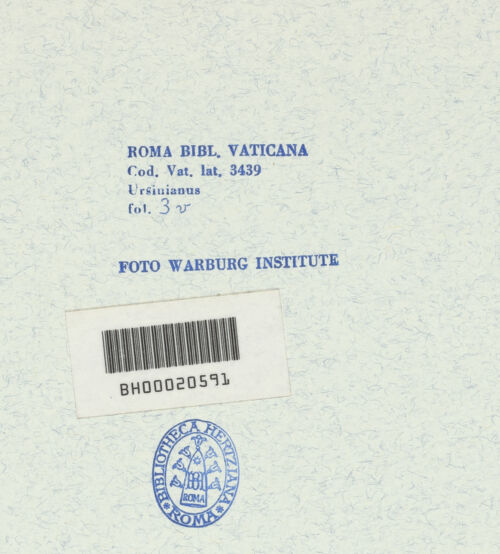 ROMA BIBL. VATICANA
Cod. Vat. lat. 3439
Ursinianus
fol. 3 v
FOTO WARBURG INSTITUTE
BH00020591
BIBLIOTHECA HERTZIANA
ROMA
ROMA